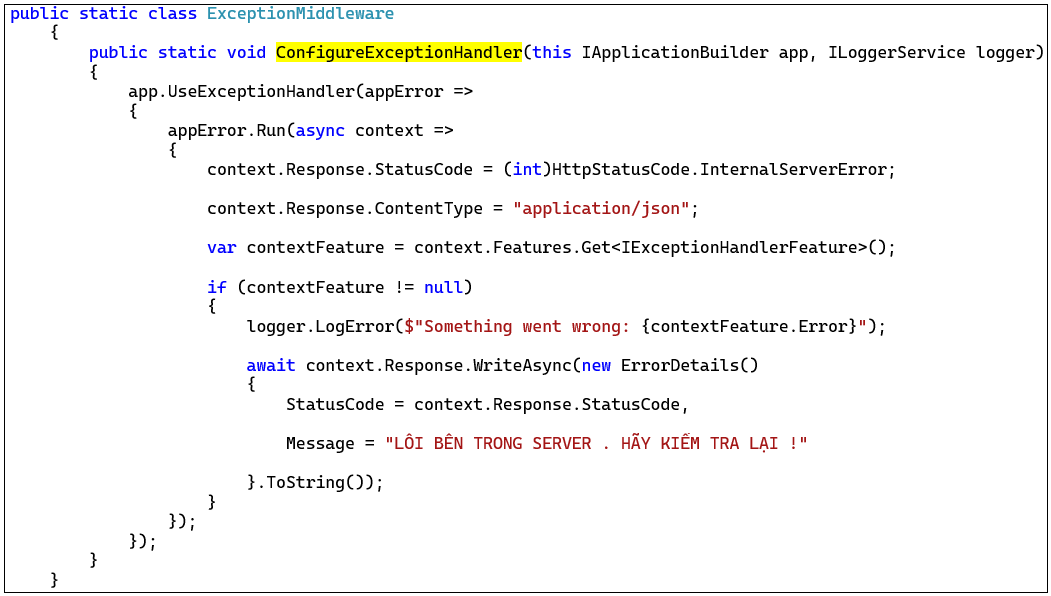 public static class ExceptionMiddleware
{
public static void ConfigureExceptionHandler(this IApplicationBuilder app, ILoggerService logger)
{
app.UseExceptionHandler(appError =>
{
appError.Run(async context =>
{
context.Response.StatusCode = (int)HttpStatusCode.InternalServerError;
context.Response.ContentType = "application/json";
var contextFeature = context.Features.Get<IExceptionHandlerFeature>();
if (contextFeature != null)
{
logger.LogError($"Something went wrong: {contextFeature.Error}");
await context.Response.WriteAsync(new ErrorDetails()
{
StatusCode = context.Response.StatusCode,
Message = "LỖI BÊN TRONG SERVER . HÃY KIỂM TRA LẠI !"
}.ToString());
}
});
});
}
}